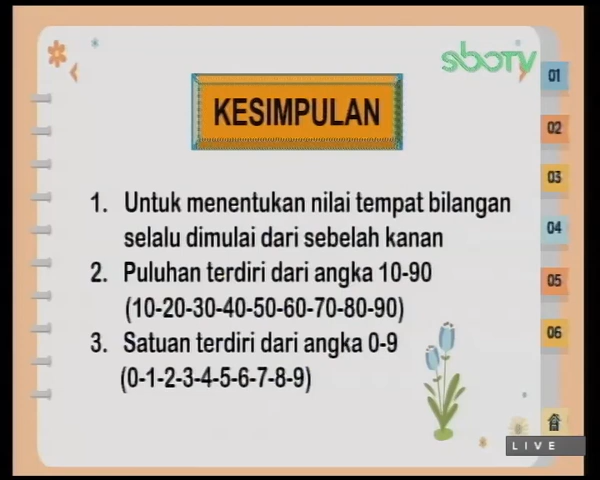 sboTV
KESIMPULAN
01
02
03
04
05
06
1. Untuk menentukan nilai tempat bilangan
selalu dimulai dari sebelah kanan
2. Puluhan terdiri dari angka 10-90
(10-20-30-40-50-60-70-80-90)
3. Satuan terdiri dari angka 0-9
(0-1-2-3-4-5-6-7-8-9)
LIVE